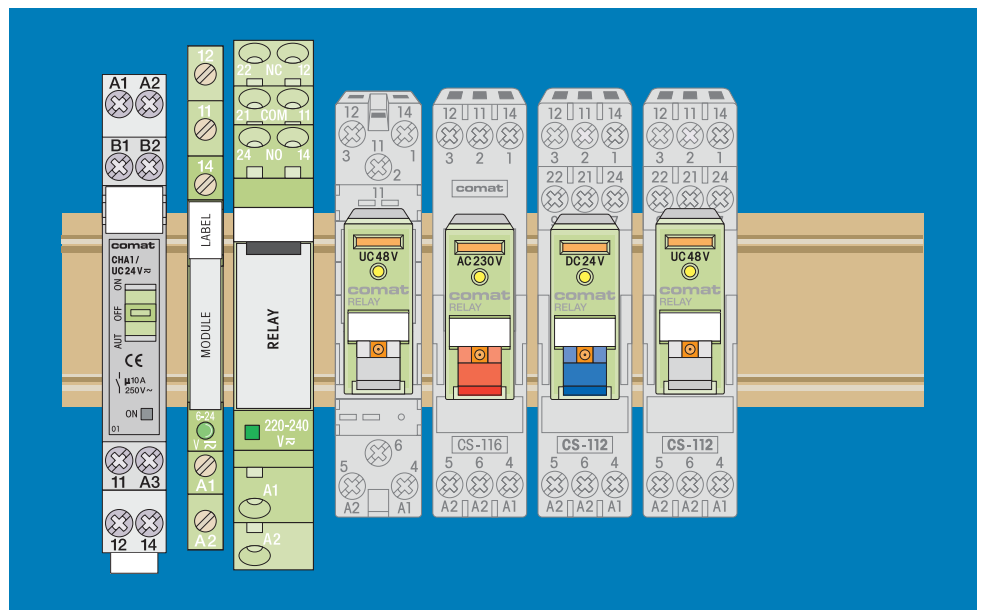 A1 A2
B1 B2
comat
CHA1/
UC24V
ON
OFF
AUT
CE
µ10A
250V~
ON
01
11 A3
12 14
12
11
14
LABEL
MODULE
6-24
V
A1
A2
22 NC 12
21 COM 11
24 NO 14
RELAY
220-240
V
A1
A2
12 14
11
3 1
2
11
UC48V
comat
RELAY
6
5 4
A2 A1
12 11 14
3 2 1
comat
AC230V
comat
RELAY
CS-116
5 6 4
A2 A2 A1
12 11 14
3 2 1
22 21 24
DC24V
comat
RELAY
CS-112
5 6 4
A2 A2 A1
12 11 14
3 2 1
22 21 24
UC48V
comat
RELAY
CS-112
5 6 4
A2 A2 A1